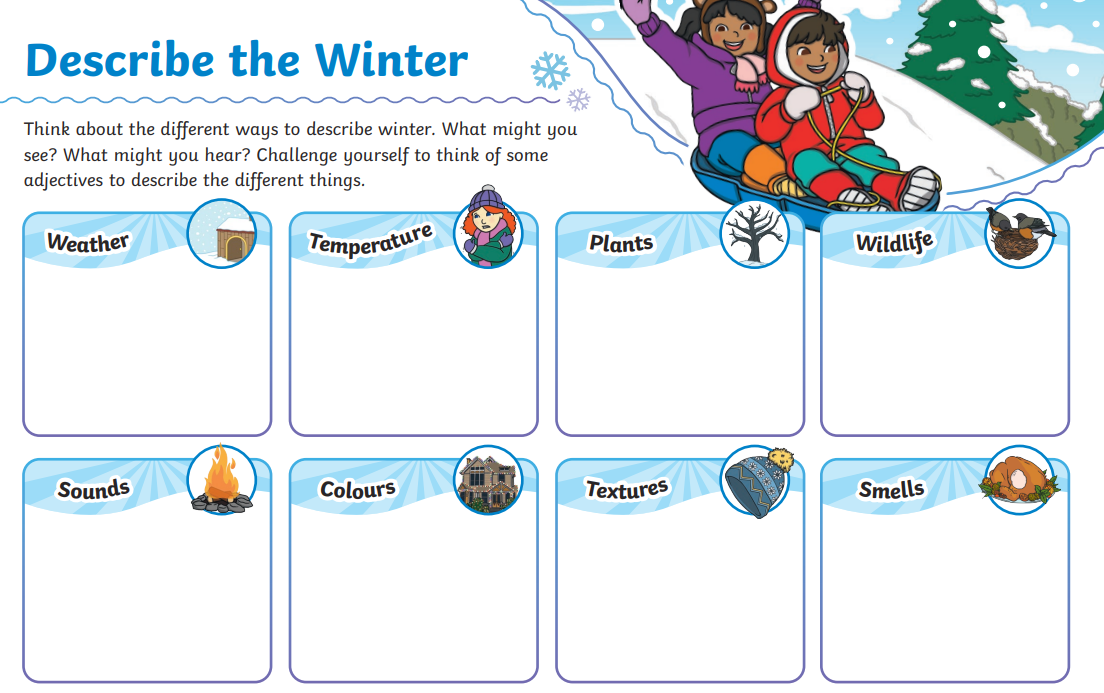 Describe the Winter
Think about the different ways to describe winter. What might you
see? What might you hear? Challenge yourself to think of some
adjectives to describe the different things.
Weather
Temperature
Plants
Wildlife
Sounds
Colours
Textures
Smells